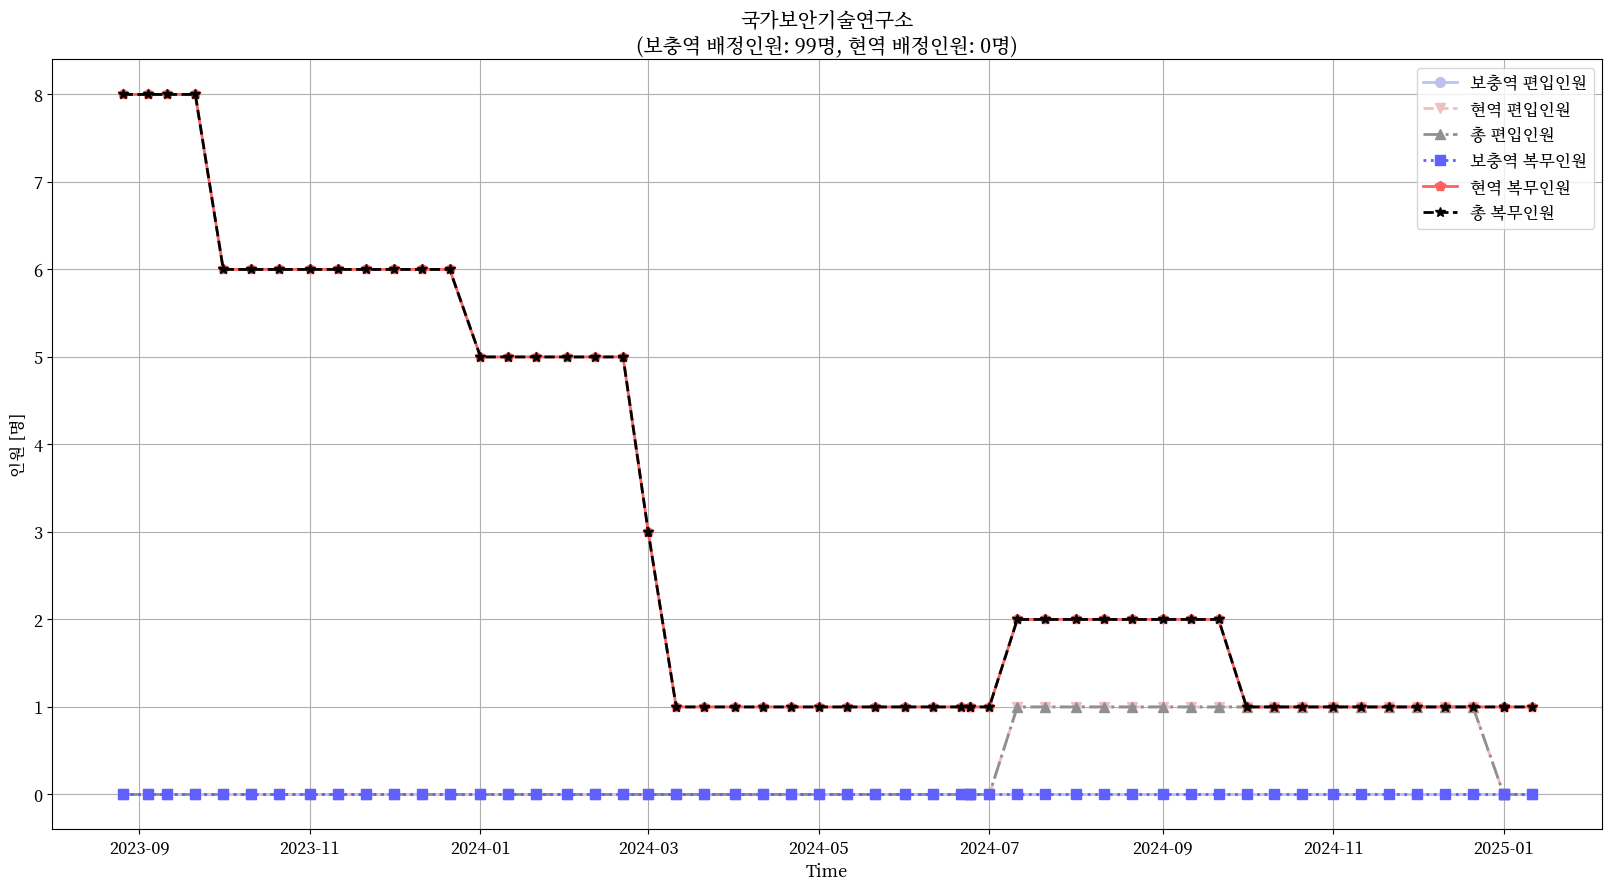 국가보안기술연구소
(보충역 배정인원: 99명, 현역 배정인원: 0명)
보충역 편입인원
현역 편입인원
총 편입인원
보충역 복무인원
현역 복무인원
총 복무인원
인원 [명]
8
7
6
5
4
3
2
1
0
2023-09
2023-11
2024-01
2024-03
2024-05
2024-07
2024-09
2024-11
2025-01
Time